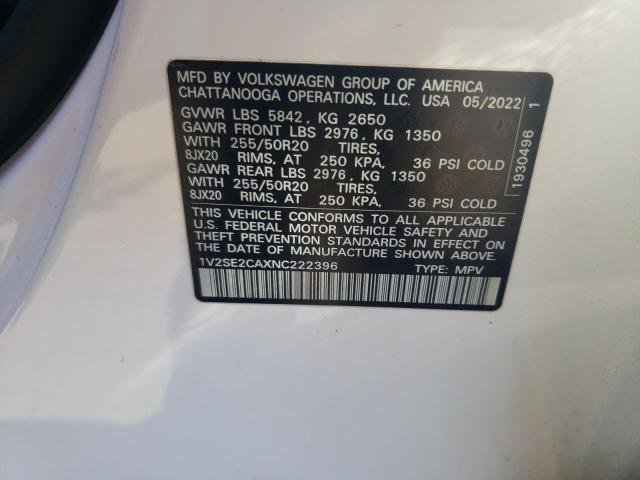 MFD BY VOLKSWAGEN GROUP OF AMERICA
CHATTANOOGA OPERATIONS, LLC. USA 05/2022
GVWR LBS 5842, KG 2650
GAWR FRONT LBS 2976, KG 1350
WITH 255/50R20 TIRES,
8JX20 RIMS, AT 250 KPA, 36 PSI COLD
GAWR REAR LBS 2976, KG 1350
WITH 255/50R20 TIRES,
8JX20 RIMS, AT 250 KPA, 36 PSI COLD
THIS VEHICLE CONFORMS TO ALL APPLICABLE
U.S. FEDERAL MOTOR VEHICLE SAFETY AND
THEFT PREVENTION STANDARDS IN EFFECT ON
THE DATE OF MANUFACTURE SHOWN ABOVE.
1V2SE2CAXNC222396 TYPE: MPV
1930496 1